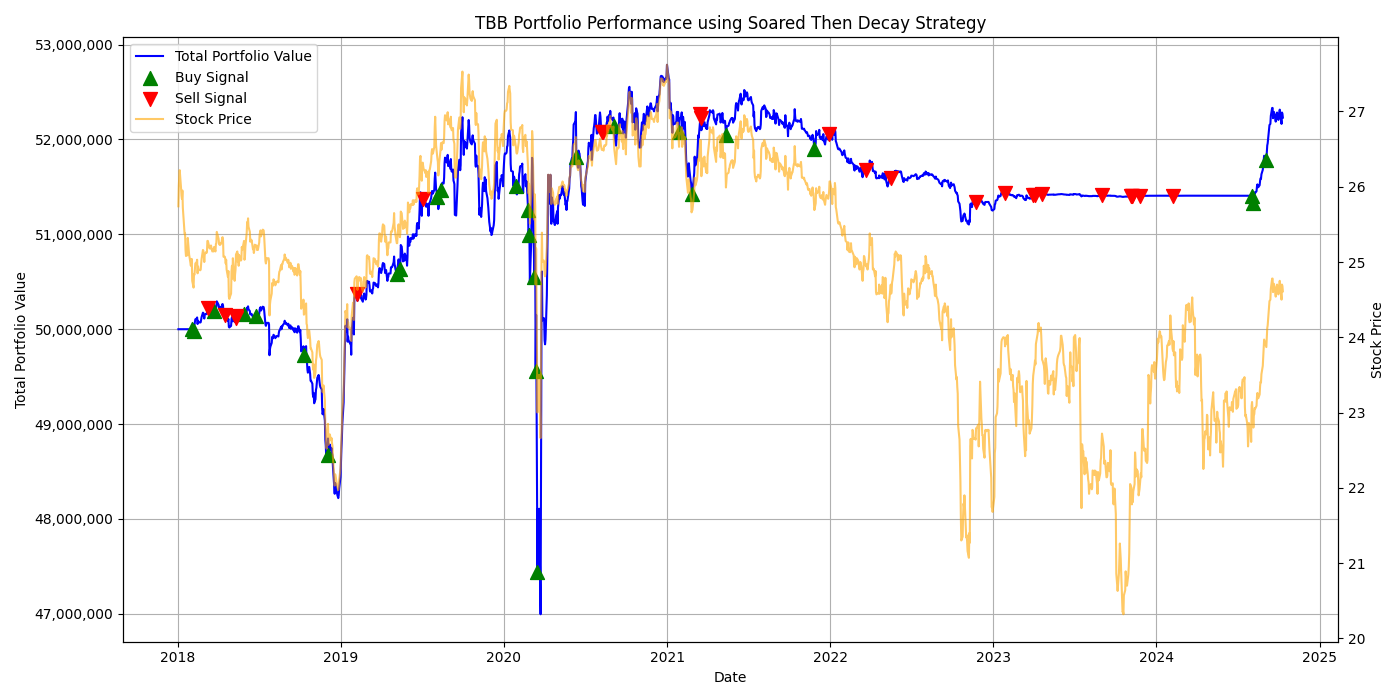 TBB Portfolio Performance using Soared Then Decay Strategy
Total Portfolio Value
Buy Signal
Sell Signal
Stock Price
Total Portfolio Value
53,000,000
52,000,000
51,000,000
50,000,000
49,000,000
48,000,000
47,000,000
27
26
25
24
23
22
21
20
Stock Price
2018
2019
2020
2021
2022
2023
2024
2025
Date